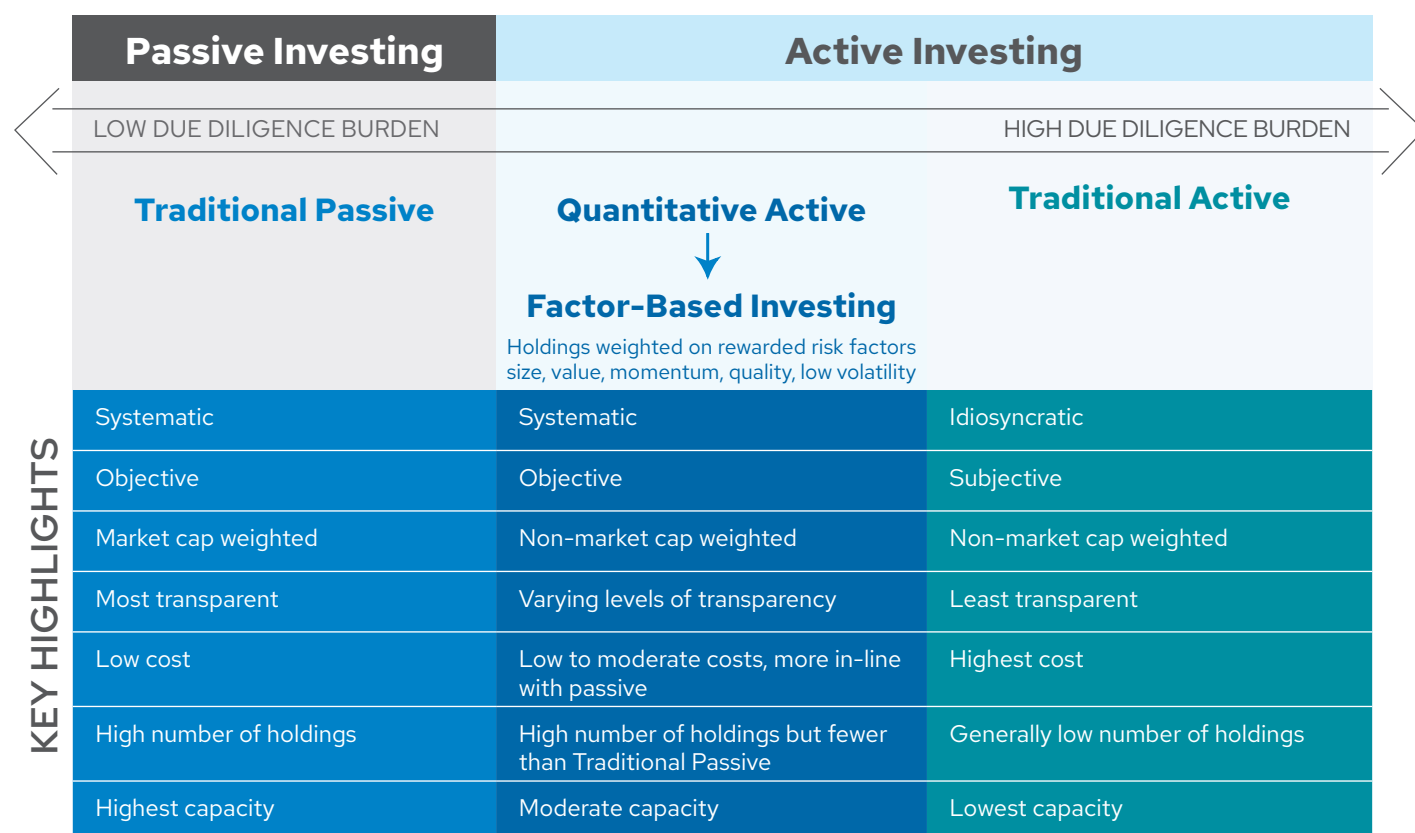 Passive Investing
Active Investing
LOW DUE DILIGENCE BURDEN
HIGH DUE DILIGENCE BURDEN
Traditional Passive
Quantitative Active
Traditional Active
Factor-Based Investing
Holdings weighted on rewarded risk factors
size, value, momentum, quality, low volatility
KEY HIGHLIGHTS
Systematic
Systematic
Idiosyncratic
Objective
Objective
Subjective
Market cap weighted
Non-market cap weighted
Non-market cap weighted
Most transparent
Varying levels of transparency
Least transparent
Low cost
Low to moderate costs, more in-line
with passive
Highest cost
High number of holdings
High number of holdings but fewer
than Traditional Passive
Generally low number of holdings
Highest capacity
Moderate capacity
Lowest capacity